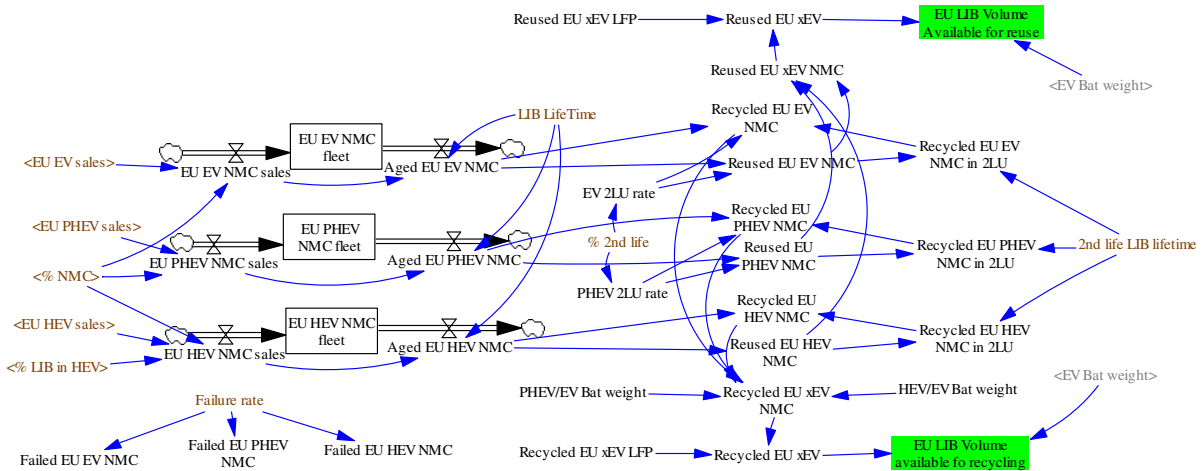 Reused EU xEV LFP
Reused EU xEV
EU LIB Volume
Available for reuse
Reused EU xEV NMC
<EV Bat weight>
LIB LifeTime
Recycled EU EV
NMC
EU EV NMC
fleet
<EU EV sales>
EU EV NMC sales
Aged EU EV NMC
Reused EU EV NMC
Recycled EU EV
NMC in 2LU
EV 2LU rate
<EU PHEV sales>
EU PHEV
NMC fleet
Recycled EU
PHEV NMC
% 2nd life
Reused EU
PHEV NMC
Recycled EU PHEV
NMC in 2LU
2nd life LIB lifetime
EU PHEV NMC sales
Aged EU PHEV NMC
<% NMC>
PHEV 2LU rate
<EU HEV sales>
EU HEV NMC
fleet
Recycled EU
HEV NMC
Recycled EU HEV
NMC in 2LU
EU HEV NMC sales
Aged EU HEV NMC
Reused EU HEV
NMC
<% LIB in HEV>
PHEV/EV Bat weight
Recycled EU xEV
NMC
HEV/EV Bat weight
<EV Bat weight>
Failure rate
Failed EU EV NMC
Failed EU PHEV
NMC
Failed EU HEV NMC
Recycled EU xEV LFP
Recycled EU xEV
EU LIB Volume
available fo recycling